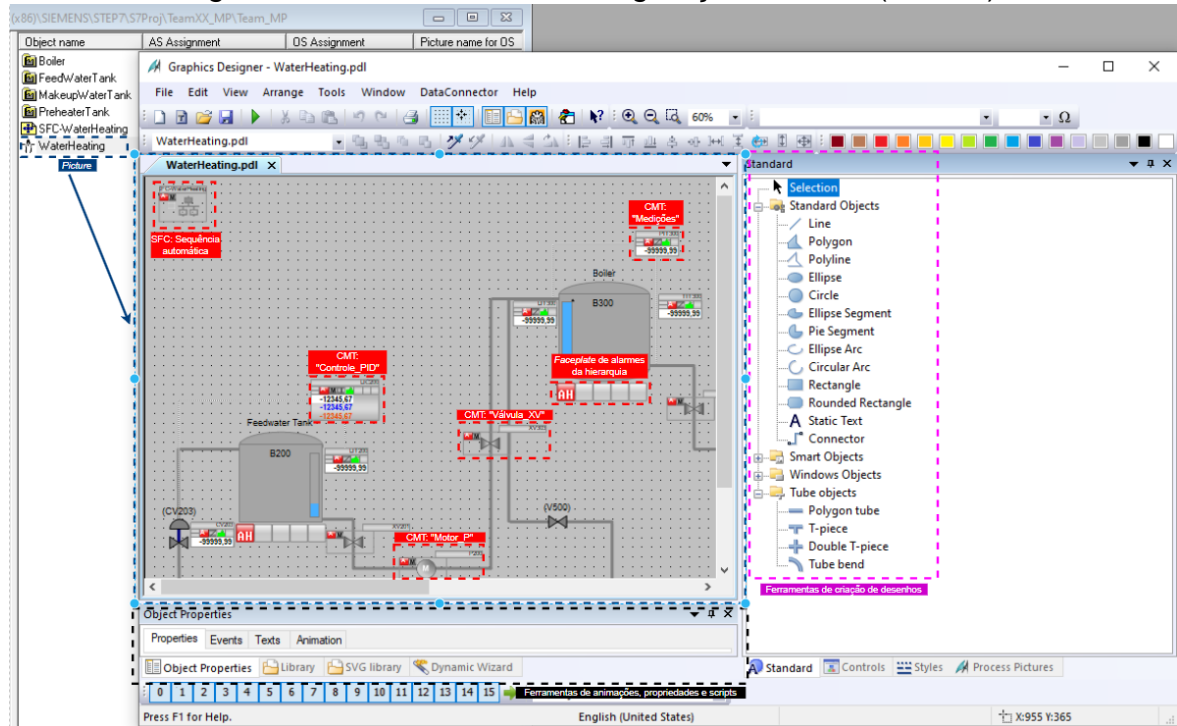 (x86)\SIEMENS\STEP7\S7Proj\TeamXX_MP\Team_MP
Object name AS Assignment OS Assignment Picture name for OS
Boiler
FeedWaterTank
MakeupWaterTank
PreheaterTank
SFC-WaterHeating
WaterHeating
Picture
Graphics Designer - WaterHeating.pdl
File Edit View Arrange Tools Window DataConnector Help
60%
WaterHeating.pdl
WaterHeating.pdl
SFC: Sequência
automática
CMT:
"Medições"
-99999,99
Boiler
B300
-99999,99
-99999,99
CMT:
"Controle_PID"
-12345,67
-12345,67
-12345,67
Faceplate de alarmes
da hierarquia
AH
CMT: "Válvula_XV"
Feedwater Tank
B200
-99999,99
(CV203)
-99999,99
AH
(V500)
CMT: "Motor_P"
M
Standard
Selection
Standard Objects
Line
Polygon
Polyline
Ellipse
Circle
Ellipse Segment
Pie Segment
Ellipse Arc
Circular Arc
Rectangle
Rounded Rectangle
A Static Text
Connector
Smart Objects
Windows Objects
Tube objects
Polygon tube
T-piece
Double T-piece
Tube bend
Ferramentas de criação de desenhos
Object Properties
Properties Events Texts Animation
Object Properties Library SVG library Dynamic Wizard
Standard Controls Styles Process Pictures
0 1 2 3 4 5 6 7 8 9 10 11 12 13 14 15
Ferramentas de animações, propriedades e scripts
Press F1 for Help. English (United States) X:955 Y:365